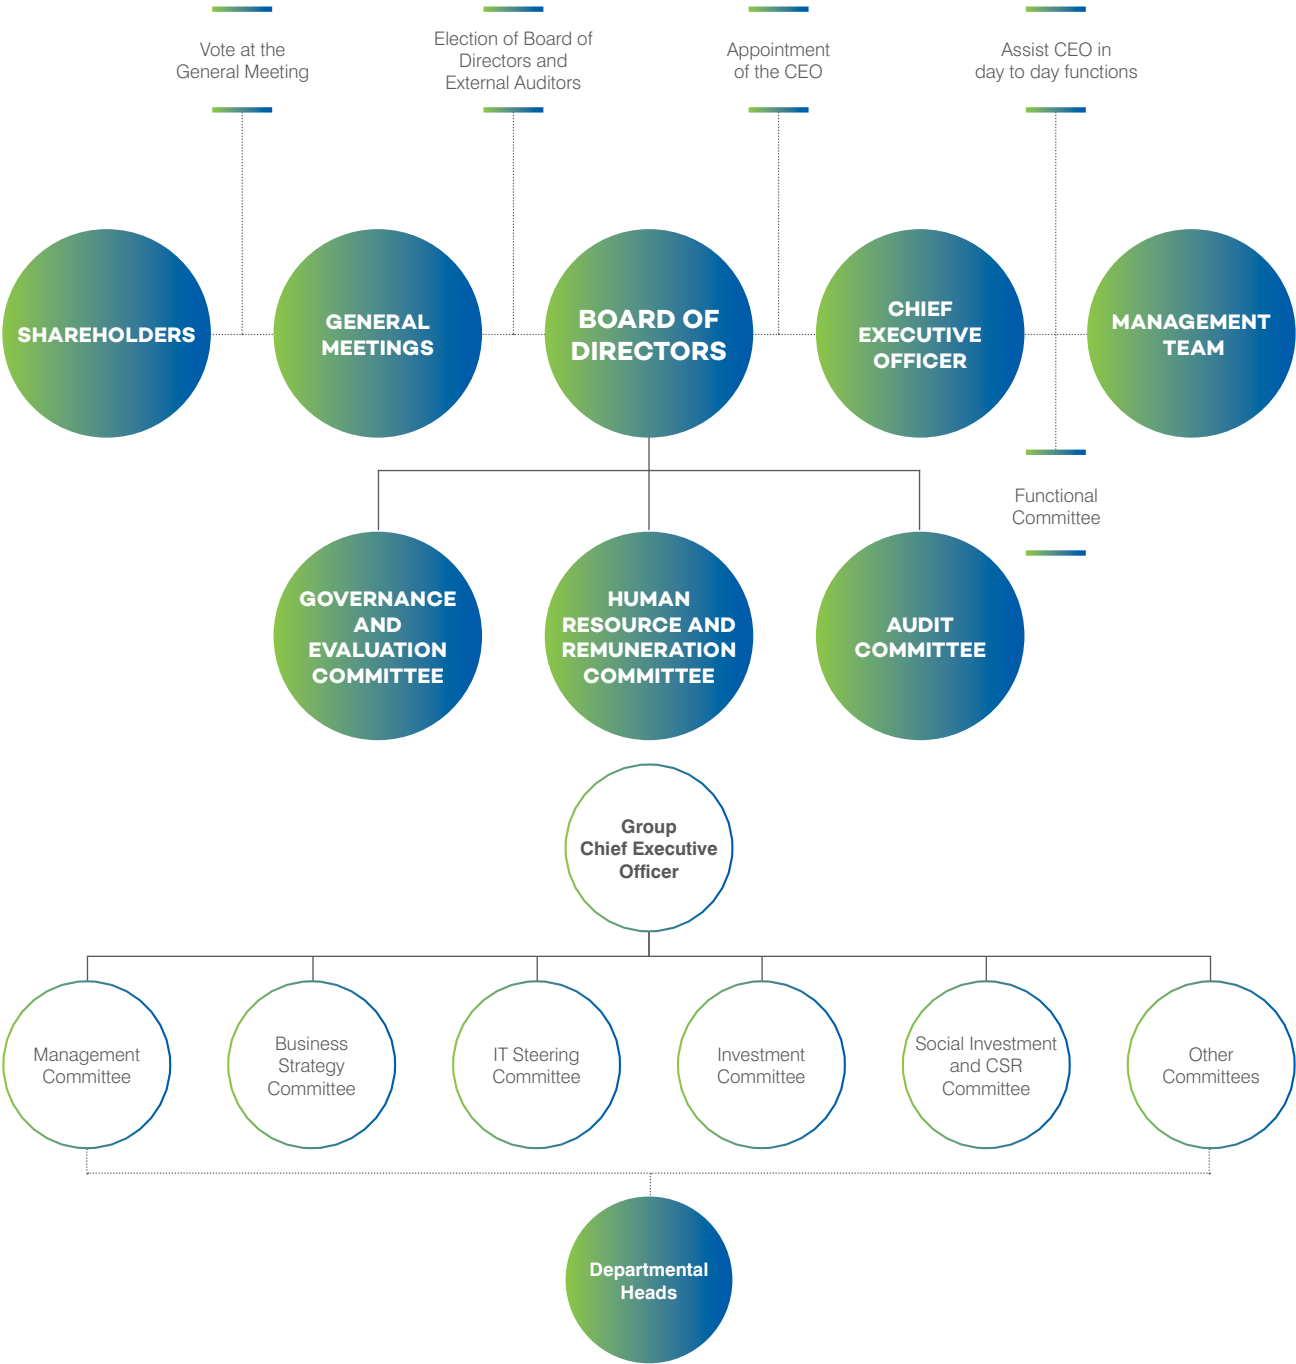 Vote at the
General Meeting
Election of Board of
Directors and
External Auditors
Appointment
of the CEO
Assist CEO in
day to day functions
SHAREHOLDERS
GENERAL
MEETINGS
BOARD OF
DIRECTORS
CHIEF
EXECUTIVE
OFFICER
MANAGEMENT
TEAM
Functional
Committee
GOVERNANCE
AND
EVALUATION
COMMITTEE
HUMAN
RESOURCE AND
REMUNERATION
COMMITTEE
AUDIT
COMMITTEE
Group
Chief Executive
Officer
Management
Committee
Business
Strategy
Committee
IT Steering
Committee
Investment
Committee
Social Investment
and CSR
Committee
Other
Committees
Departmental
Heads